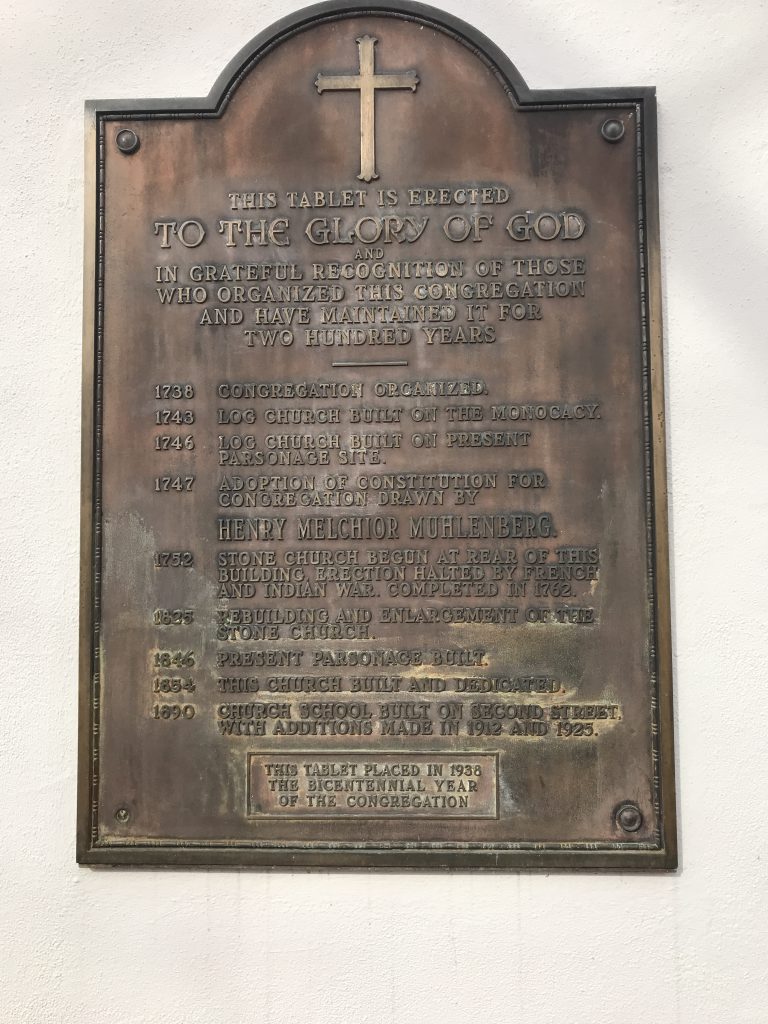 THIS TABLET IS ERECTED
TO THE GLORY OF GOD
AND
IN GRATEFUL RECOGNITION OF THOSE
WHO ORGANIZED THIS CONGREGATION
AND HAVE MAINTAINED IT FOR
TWO HUNDRED YEARS
1738 CONGREGATION ORGANIZED.
1743 LOG CHURCH BUILT ON THE MONOCACY.
1746 LOG CHURCH BUILT ON PRESENT
PARSONAGE SITE.
1747 ADOPTION OF CONSTITUTION FOR
CONGREGATION DRAWN BY
HENRY MELCHIOR MUHLENBERG.
1752 STONE CHURCH BEGUN AT REAR OF THIS
BUILDING. ERECTION HALTED BY FRENCH
AND INDIAN WAR. COMPLETED IN 1762.
1825 REBUILDING AND ENLARGEMENT OF THE
STONE CHURCH.
1846 PRESENT PARSONAGE BUILT.
1854 THIS CHURCH BUILT AND DEDICATED.
1890 CHURCH SCHOOL BUILT ON SECOND STREET,
WITH ADDITIONS MADE IN 1912 AND 1925.
THIS TABLET PLACED IN 1938
THE BICENTENNIAL YEAR
OF THE CONGREGATION